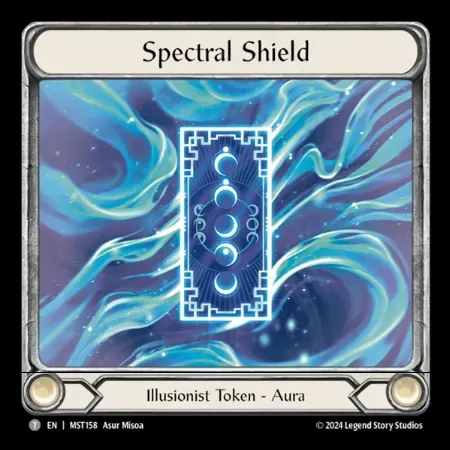 Spectral Shield
Illusionist Token - Aura
T EN | MST158 Asur Misoa © 2024 Legend Story Studios